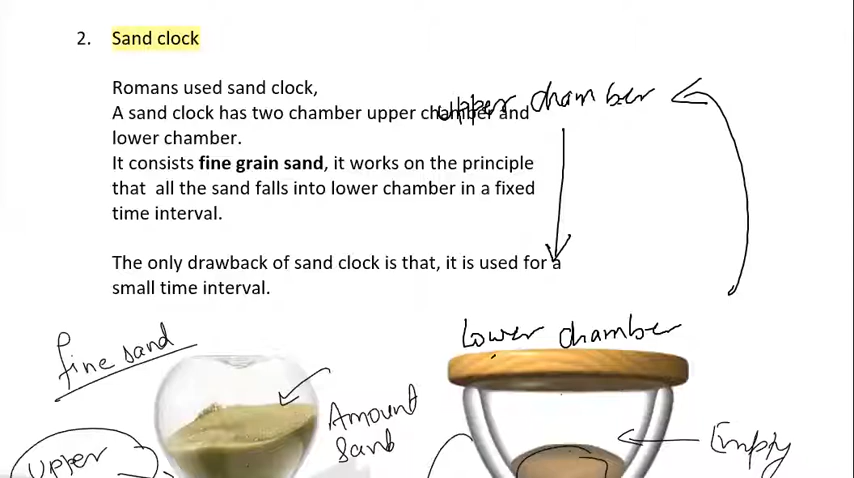 2. Sand clock
Romans used sand clock,
A sand clock has two chamber upper chamber and
lower chamber.
It consists fine grain sand, it works on the principle
that all the sand falls into lower chamber in a fixed
time interval.
The only drawback of sand clock is that, it is used for a
small time interval.
upper chamber
Lower chamber
fine sand
Amount
Sand
Empty
Upper